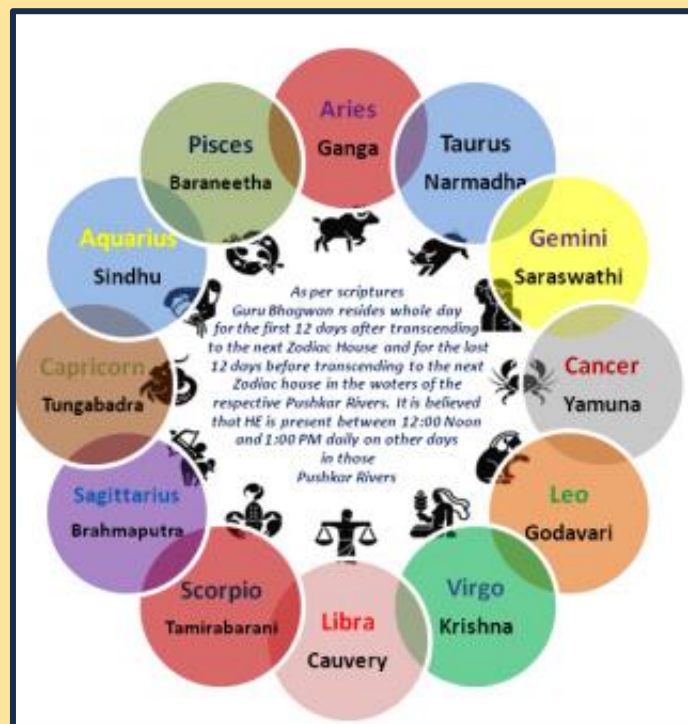 Aries
Ganga
Taurus
Narmadha
Gemini
Saraswathi
Cancer
Yamuna
Leo
Godavari
Virgo
Krishna
Libra
Cauvery
Scorpio
Tamirabarani
Sagittarius
Brahmaputra
Capricorn
Tungabadra
Aquarius
Sindhu
Pisces
Baraneetha
As per scriptures
Guru Bhagwan resides whole day
for the first 12 days after transcending
to the next Zodiac House and for the last
12 days before transcending to the next
Zodiac house in the waters of the
respective Pushkar Rivers. It is believed
that HE is present between 12:00 Noon
and 1:00 PM daily on other days
in those
Pushkar Rivers